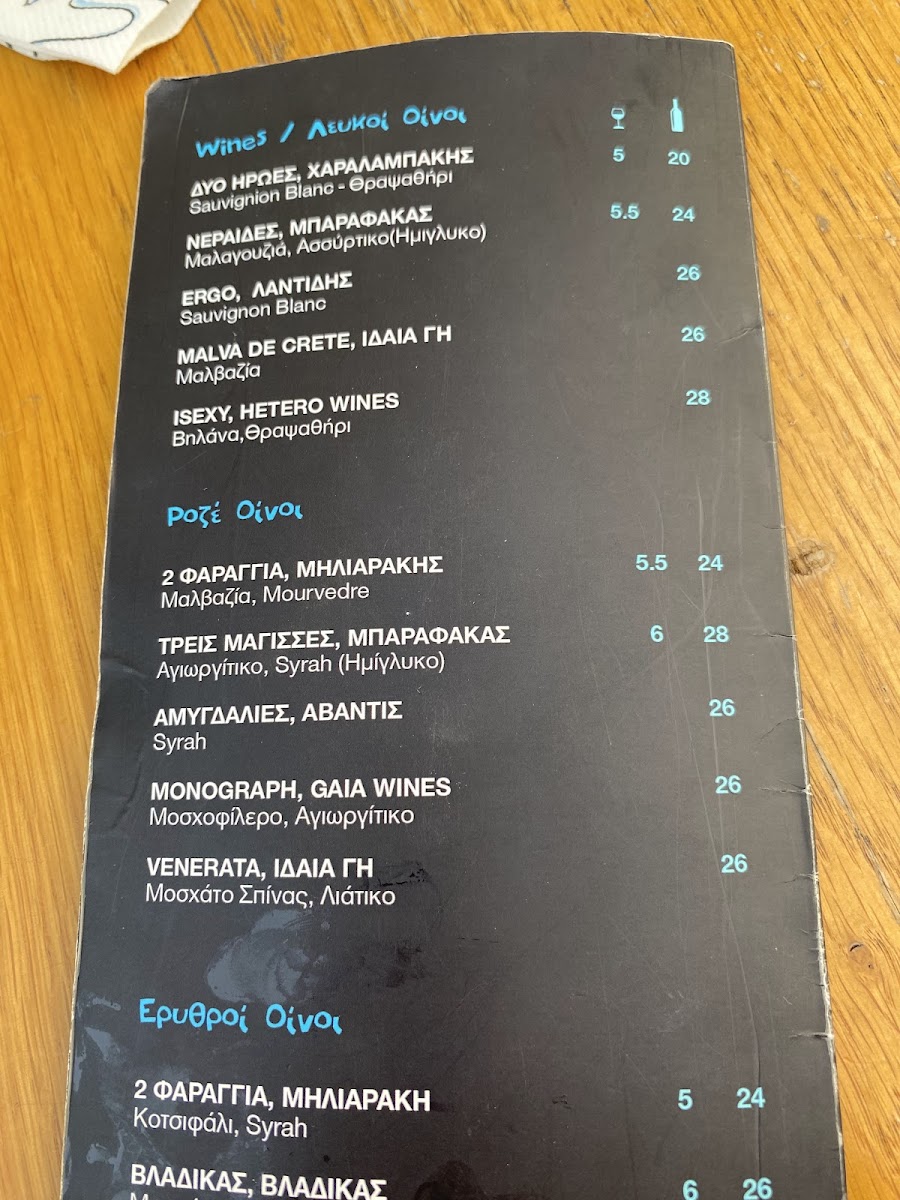 Wines / Λευκοί Οίνοι
ΔΥΟ ΗΡΩΕΣ, ΧΑΡΑΛΑΜΠΑΚΗΣ 5 20
Sauvignion Blanc - Θραψαθήρι
ΝΕΡΑΙΔΕΣ, ΜΠΑΡΑΦΑΚΑΣ 5.5 24
Μαλαγουζιά, Ασσύρτικο(Ημιγλυκο)
ERGO, ΛΑΝΤΙΔΗΣ 26
Sauvignon Blanc
MALVA DE CRETE, ΙΔΑΙΑ ΓΗ 26
Μαλβαζία
ISEXY, HETERO WINES 28
Βηλάνα,Θραψαθήρι
Ροζέ Οίνοι
2 ΦΑΡΑΓΓΙΑ, ΜΗΛΙΑΡΑΚΗΣ 5.5 24
Μαλβαζία, Mourvedre
ΤΡΕΙΣ ΜΑΓΙΣΣΕΣ, ΜΠΑΡΑΦΑΚΑΣ 6 28
Αγιωργίτικο, Syrah (Ημίγλυκο)
ΑΜΥΓΔΑΛΙΕΣ, ΑΒΑΝΤΙΣ 26
Syrah
MONOGRAPH, GAIA WINES 26
Μοσχοφίλερο, Αγιωργίτικο
VENERATA, ΙΔΑΙΑ ΓΗ 26
Μοσχάτο Σπίνας, Λιάτικο
Ερυθροί Οίνοι
2 ΦΑΡΑΓΓΙΑ, ΜΗΛΙΑΡΑΚΗ 5 24
Κοτσιφάλι, Syrah
ΒΛΑΔΙΚΑΣ, ΒΛΑΔΙΚΑΣ 6 26